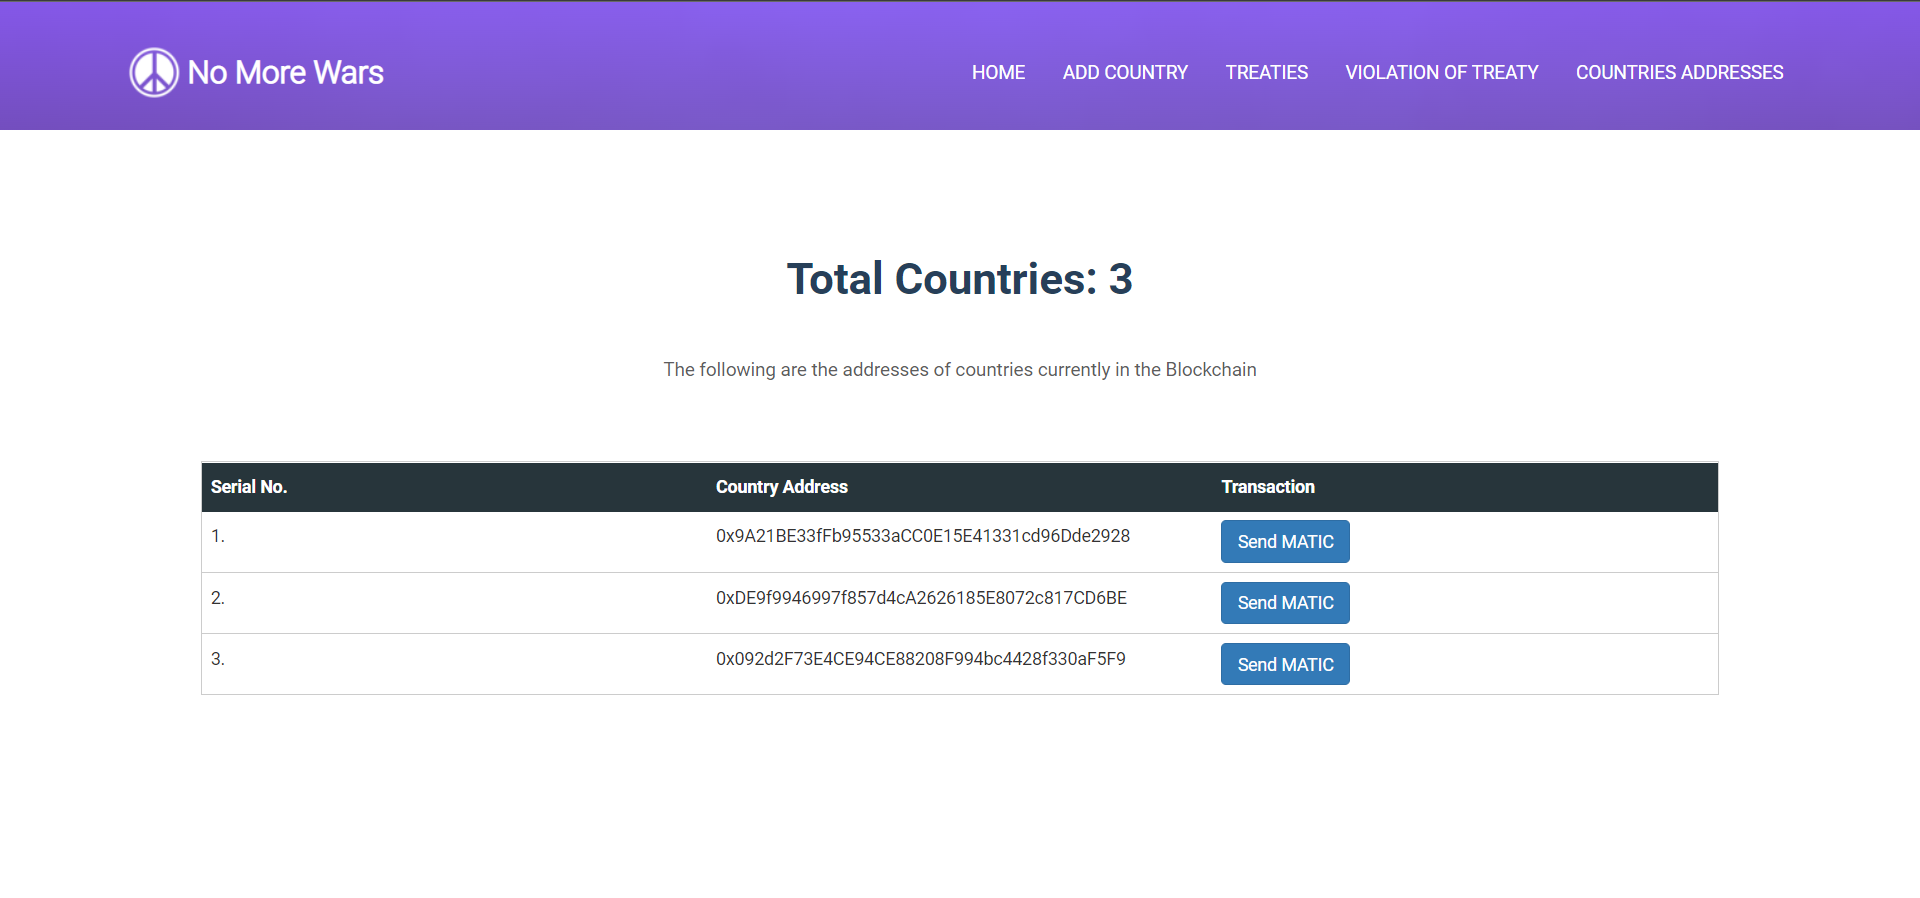 No More Wars
HOME ADD COUNTRY TREATIES VIOLATION OF TREATY COUNTRIES ADDRESSES
Total Countries: 3
The following are the addresses of countries currently in the Blockchain
Serial No. Country Address Transaction
1. 0x9A21BE33fFb95533aCC0E15E41331cd96Dde2928 Send MATIC
2. 0xDE9f9946997f857d4cA2626185E8072c817CD6BE Send MATIC
3. 0x092d2F73E4CE94CE88208F994bc4428f330aF5F9 Send MATIC